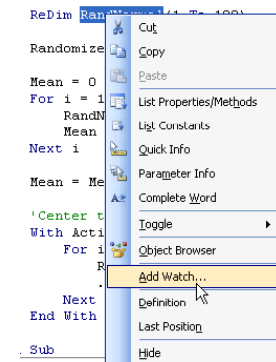 ReDim
Randomize
Mean = 0
For i = 1
RandN
Mean
Next i
Mean = Me
'Center t
With Acti
For i
R
.
Next
End With
Sub
Cut
Copy
Paste
List Properties/Methods
List Constants
Quick Info
Parameter Info
Complete Word
Toggle
Object Browser
Add Watch...
Definition
Last Position
Hide